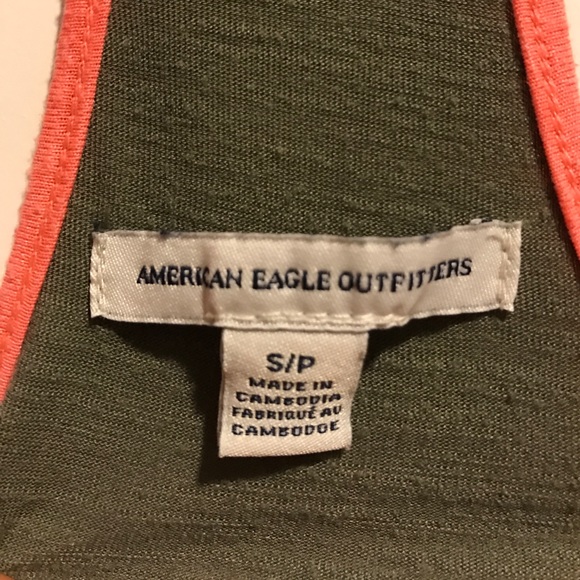 AMERICAN EAGLE OUTFITTERS
S/P
MADE IN
CAMBODIA
FABRIQUÉ AU
CAMBODGE